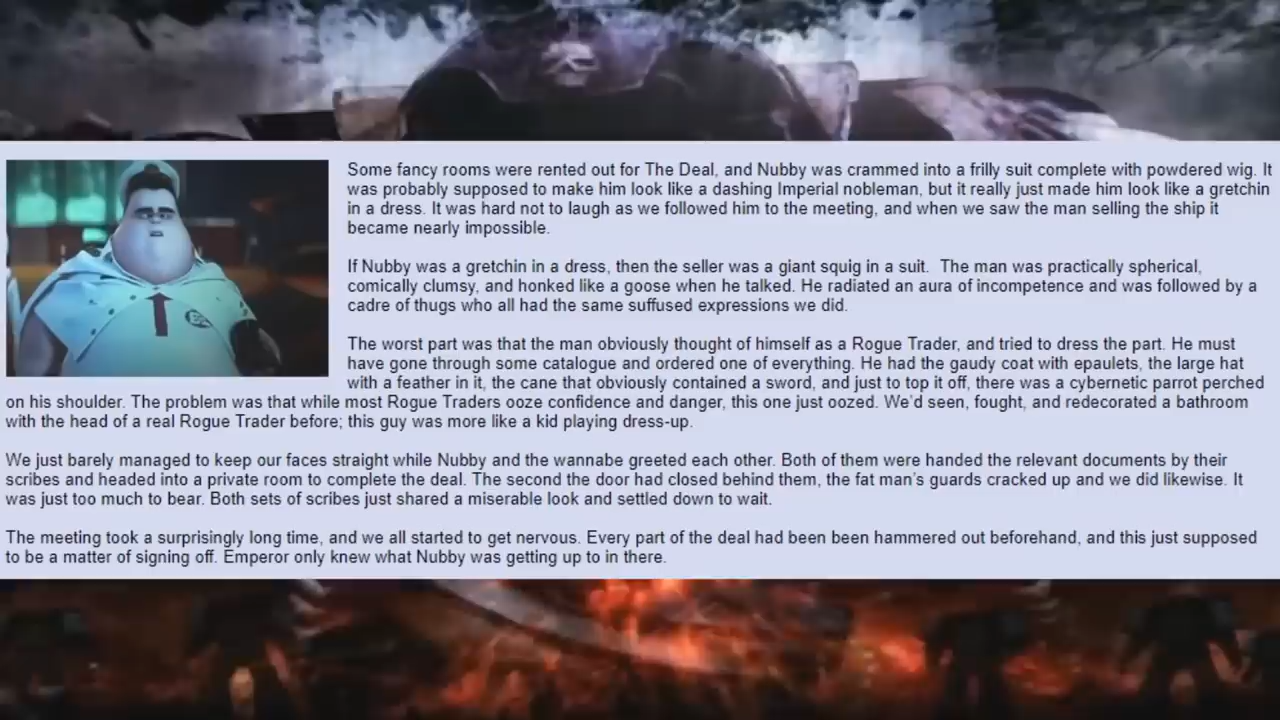 Some fancy rooms were rented out for The Deal, and Nubby was crammed into a frilly suit complete with powdered wig. It
was probably supposed to make him look like a dashing Imperial nobleman, but it really just made him look like a gretchin
in a dress. It was hard not to laugh as we followed him to the meeting, and when we saw the man selling the ship it
became nearly impossible.
If Nubby was a gretchin in a dress, then the seller was a giant squig in a suit.  The man was practically spherical,
comically clumsy, and honked like a goose when he talked. He radiated an aura of incompetence and was followed by a
cadre of thugs who all had the same suffused expressions we did.
The worst part was that the man obviously thought of himself as a Rogue Trader, and tried to dress the part. He must
have gone through some catalogue and ordered one of everything. He had the gaudy coat with epaulets, the large hat
with a feather in it, the cane that obviously contained a sword, and just to top it off, there was a cybernetic parrot perched
on his shoulder. The problem was that while most Rogue Traders ooze confidence and danger, this one just oozed. We'd seen, fought, and redecorated a bathroom
with the head of a real Rogue Trader before; this guy was more like a kid playing dress-up.
We just barely managed to keep our faces straight while Nubby and the wannabe greeted each other. Both of them were handed the relevant documents by their
scribes and headed into a private room to complete the deal. The second the door had closed behind them, the fat man's guards cracked up and we did likewise. It
was just too much to bear. Both sets of scribes just shared a miserable look and settled down to wait.
The meeting took a surprisingly long time, and we all started to get nervous. Every part of the deal had been been hammered out beforehand, and this just supposed
to be a matter of signing off. Emperor only knew what Nubby was getting up to in there.